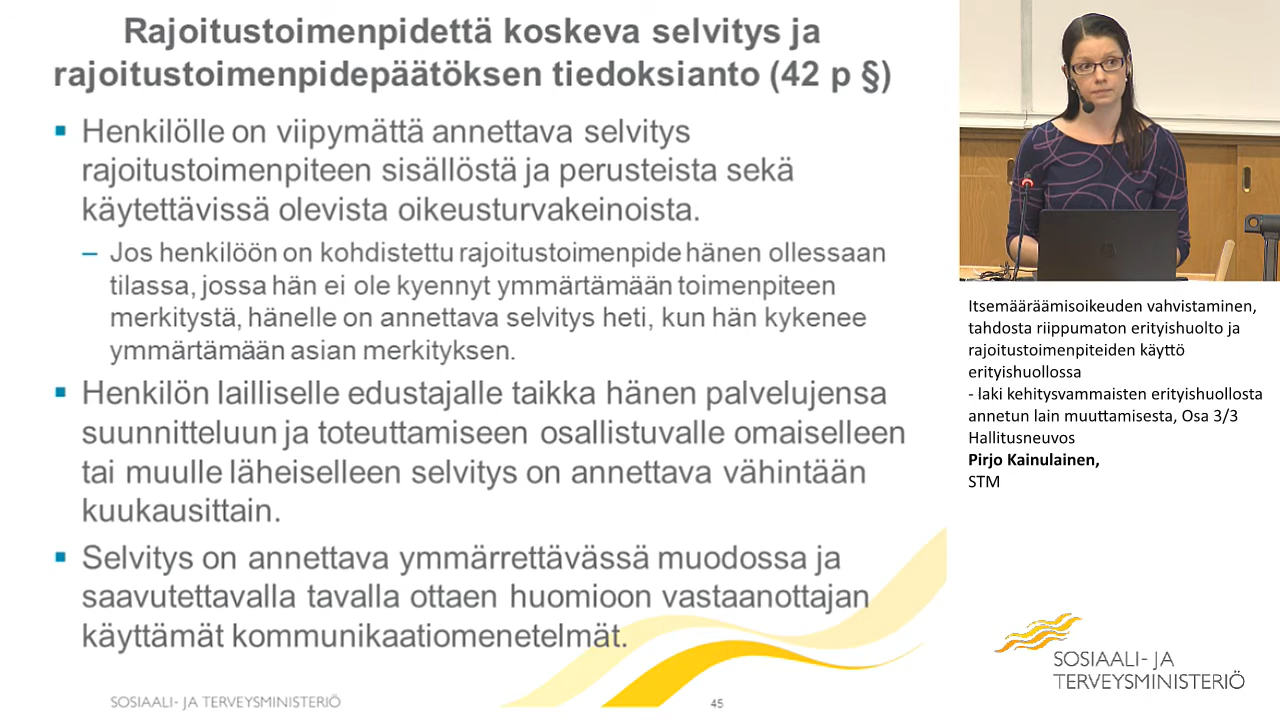 Rajoitustoimenpidettä koskeva selvitys ja
rajoitustoimenpidepäätöksen tiedoksianto (42 p §)
Henkilölle on viipymättä annettava selvitys
rajoitustoimenpiteen sisällöstä ja perusteista sekä
käytettävissä olevista oikeusturvakeinoista.
– Jos henkilöön on kohdistettu rajoitustoimenpide hänen ollessaan
tilassa, jossa hän ei ole kyennyt ymmärtämään toimenpiteen
merkitystä, hänelle on annettava selvitys heti, kun hän kykenee
ymmärtämään asian merkityksen.
Henkilön lailliselle edustajalle taikka hänen palvelujensa
suunnitteluun ja toteuttamiseen osallistuvalle omaiselleen
tai muulle läheiselleen selvitys on annettava vähintään
kuukausittain.
Selvitys on annettava ymmärrettävässä muodossa ja
saavutettavalla tavalla ottaen huomioon vastaanottajan
käyttämät kommunikaatiomenetelmät.
SOSIAALI- JA TERVEYSMINISTERIÖ
45
Itsemääräämisoikeuden vahvistaminen,
tahdosta riippumaton erityishuolto ja
rajoitustoimenpiteiden käyttö
erityishuollossa
- laki kehitysvammaisten erityishuollosta
annetun lain muuttamisesta, Osa 3/3
Hallitusneuvos
Pirjo Kainulainen,
STM
SOSIAALI- JA
TERVEYSMINISTERIÖ